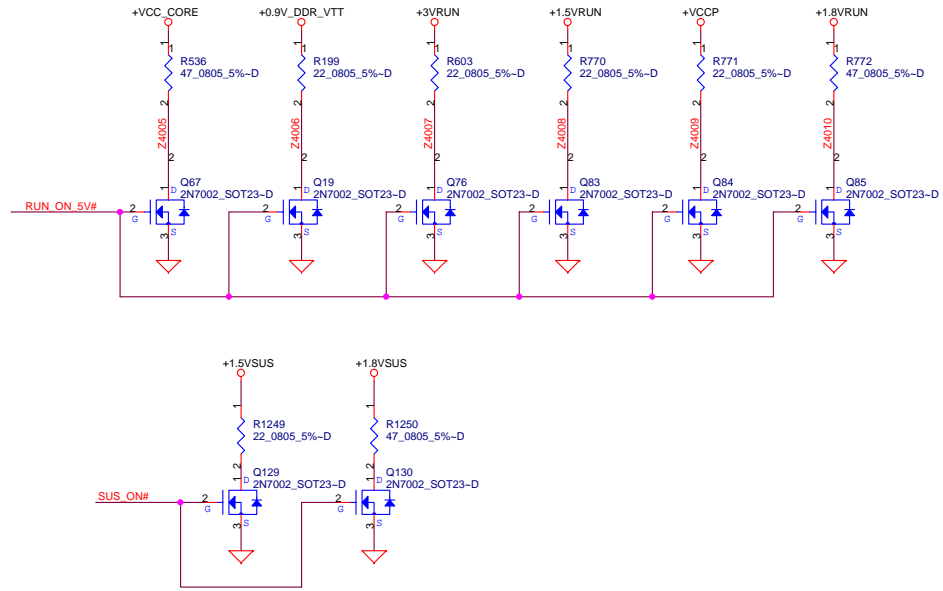 +VCC_CORE
+0.9V_DDR_VTT
+3VRUN
+1.5VRUN
+VCCP
+1.8VRUN
1
1
1
1
1
1
R536
47_0805_5%~D
R199
22_0805_5%~D
R603
22_0805_5%~D
R770
22_0805_5%~D
R771
22_0805_5%~D
R772
47_0805_5%~D
2
2
2
2
2
2
Z4005
Z4006
Z4007
Z4008
Z4009
Z4010
2
2
2
2
2
2
Q67
2N7002_SOT23~D
Q19
2N7002_SOT23~D
Q76
2N7002_SOT23~D
Q83
2N7002_SOT23~D
Q84
2N7002_SOT23~D
Q85
2N7002_SOT23~D
1 D
1 D
1 D
1 D
1 D
1 D
RUN_ON_5V#
2
G
2
G
2
G
2
G
2
G
2
G
3 S
3 S
3 S
3 S
3 S
3 S
+1.5VSUS
+1.8VSUS
1
1
R1249
22_0805_5%~D
R1250
47_0805_5%~D
2
2
Q129
2N7002_SOT23~D
Q130
2N7002_SOT23~D
1 D
1 D
SUS_ON#
2
G
2
G
3 S
3 S